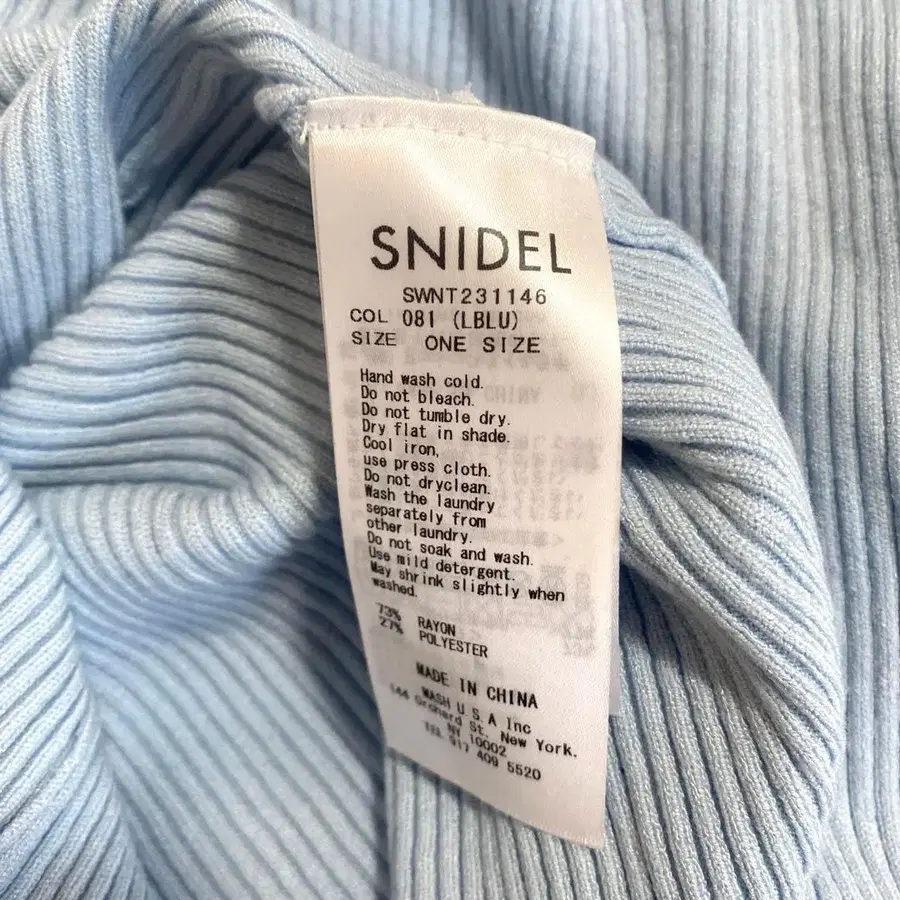 SNIDEL
SWNT231146
COL 081 (LBLU)
SIZE ONE SIZE
Hand wash cold.
Do not bleach.
Do not tumble dry.
Dry flat in shade.
Cool iron,
use press cloth.
Do not dryclean.
Wash the laundry
separately from
other laundry.
Do not soak and wash.
Use mild detergent.
May shrink slightly when
washed.
73% RAYON
27% POLYESTER
MADE IN CHINA
MASH U.S.A Inc
144 Orchard St. New York.
NY 10002
TEL 917 409 5520